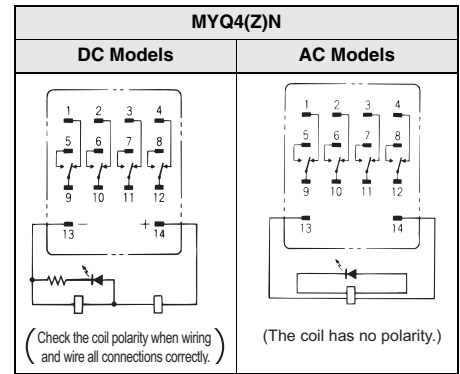 MYQ4(Z)N
DC Models
AC Models
1 2 3 4
5 6 7 8
9 10 11 12
13 − + 14
(Check the coil polarity when wiring
and wire all connections correctly.)
1 2 3 4
5 6 7 8
9 10 11 12
13 14
(The coil has no polarity.)